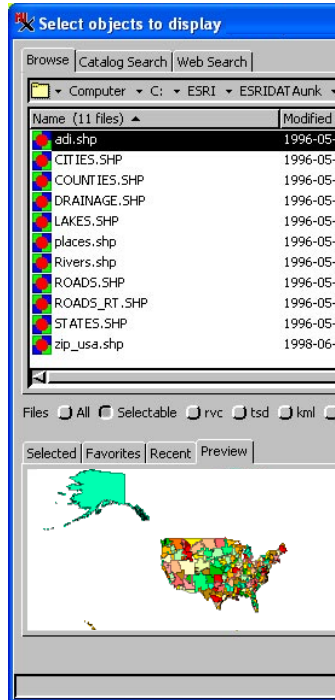 Select objects to display
Browse Catalog Search Web Search
Computer C: ESRI ESRIDATAunk
Name (11 files) Modified
adi.shp 1996-05-
CITIES.SHP 1996-05-
COUNTIES.SHP 1996-05-
DRAINAGE.SHP 1996-05-
LAKES.SHP 1996-05-
places.shp 1996-05-
Rivers.shp 1996-05-
ROADS.SHP 1996-05-
ROADS_RT.SHP 1996-05-
STATES.SHP 1996-05-
zip_usa.shp 1998-06-
Files All Selectable rvc tsd kml
Selected Favorites Recent Preview